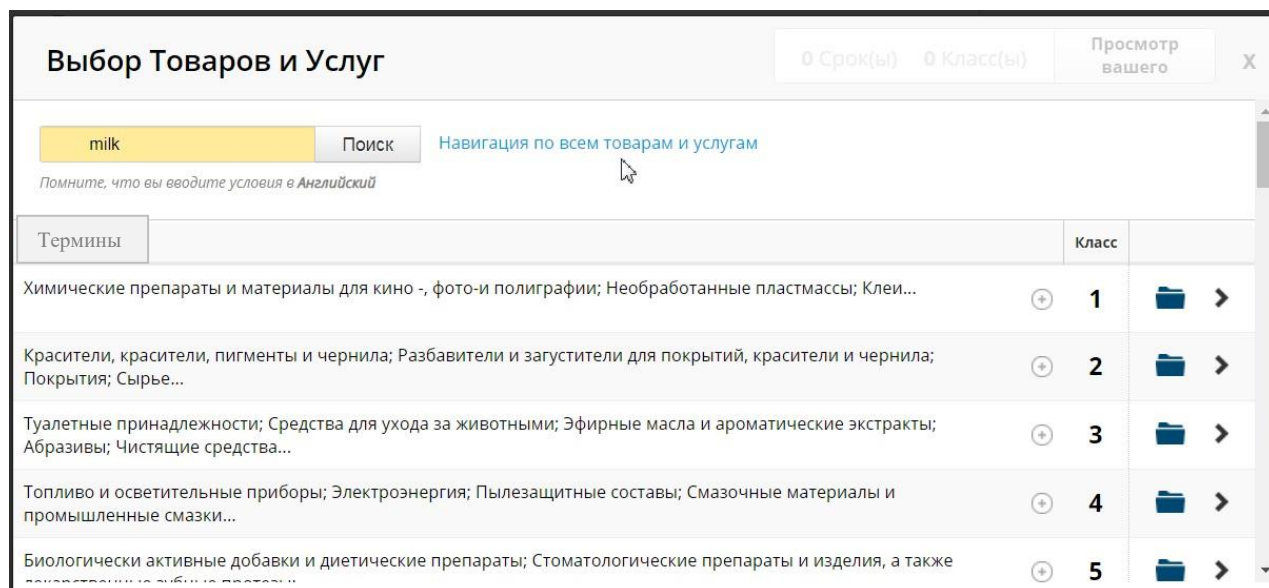 Выбор Товаров и Услуг
0 Срок(ы) 0 Класс(ы)
Просмотр
вашего
X
milk
Поиск
Навигация по всем товарам и услугам
Помните, что вы вводите условия в Английский
Термины
Класс
Химические препараты и материалы для кино -, фото-и полиграфии; Необработанные пластмассы; Клеи...
1
Красители, красители, пигменты и чернила; Разбавители и загустители для покрытий, красители и чернила;
Покрытия; Сырье...
2
Туалетные принадлежности; Средства для ухода за животными; Эфирные масла и ароматические экстракты;
Абразивы; Чистящие средства...
3
Топливо и осветительные приборы; Электроэнергия; Пылезащитные составы; Смазочные материалы и
промышленные смазки...
4
Биологически активные добавки и диетические препараты; Стоматологические препараты и изделия, а также
5